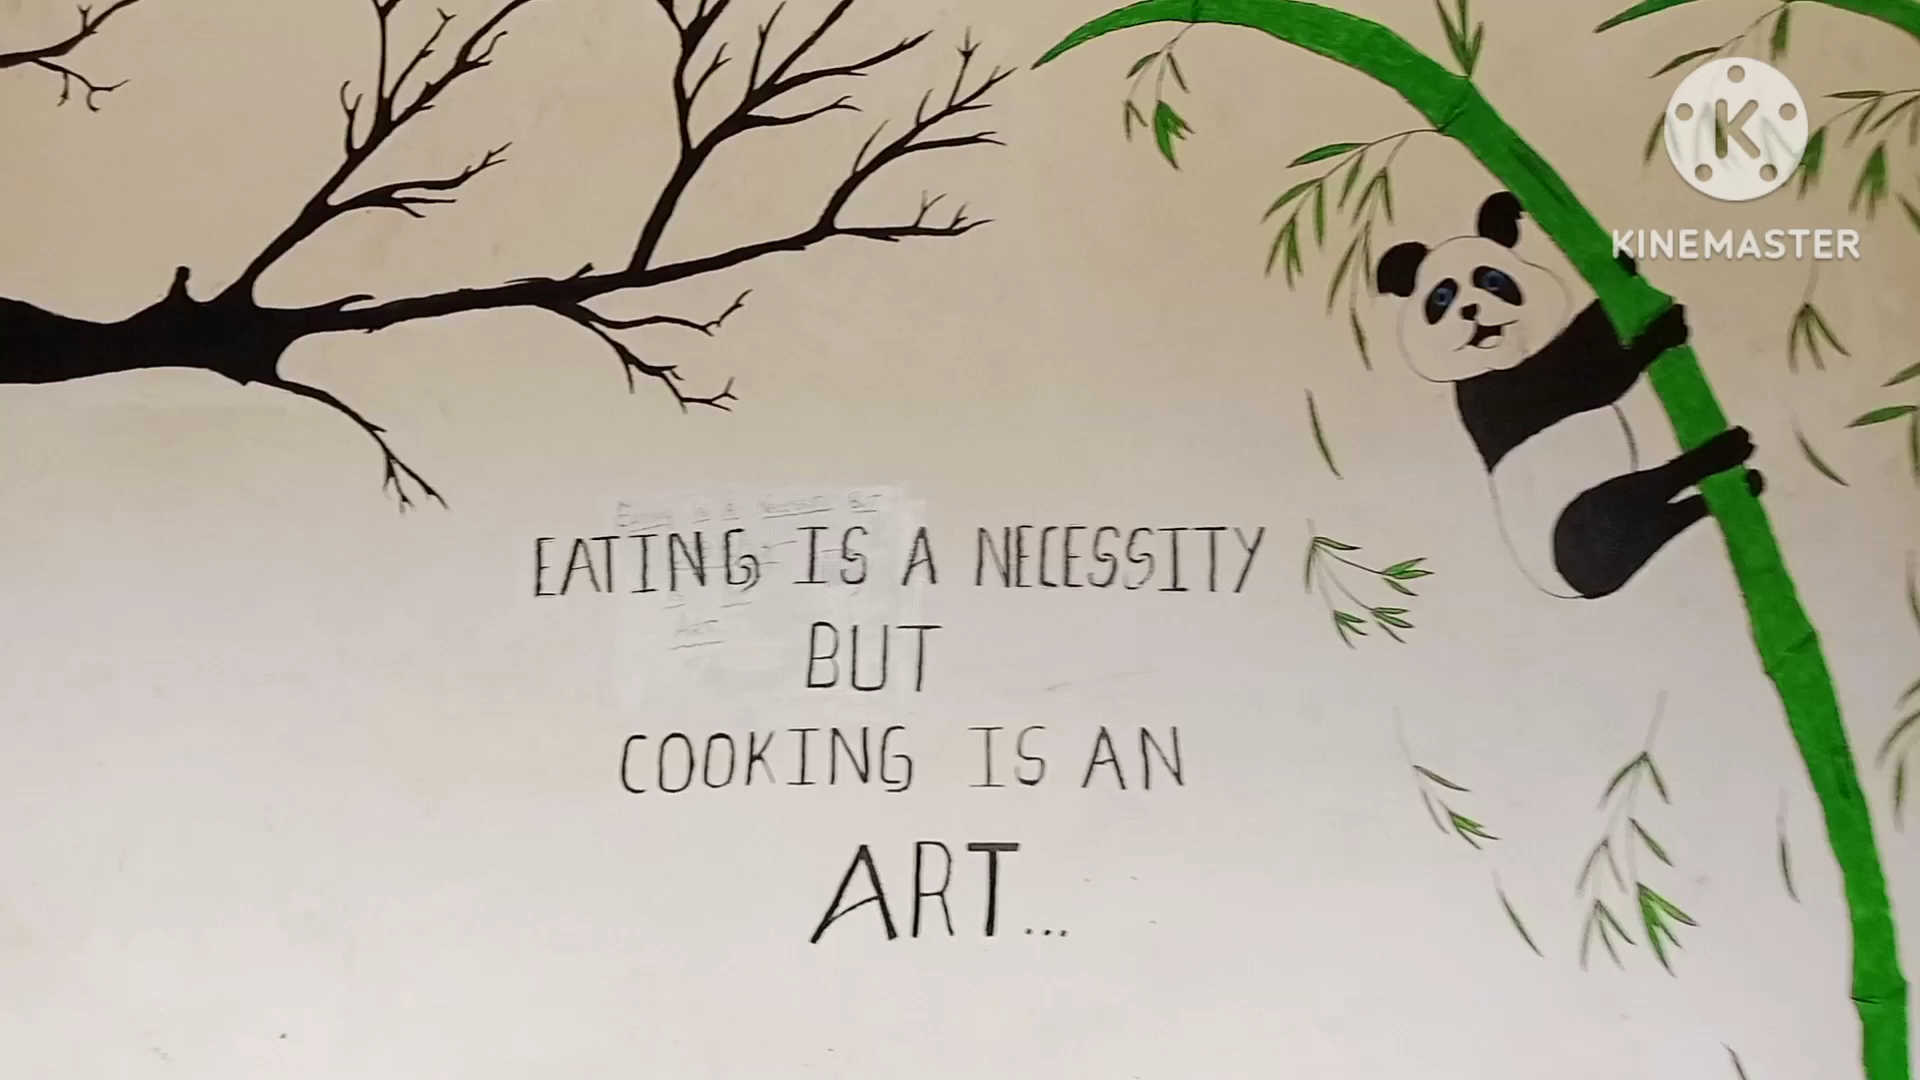 K
KINEMASTER
EATING IS A NECESSITY
BUT
COOKING IS AN
ART...